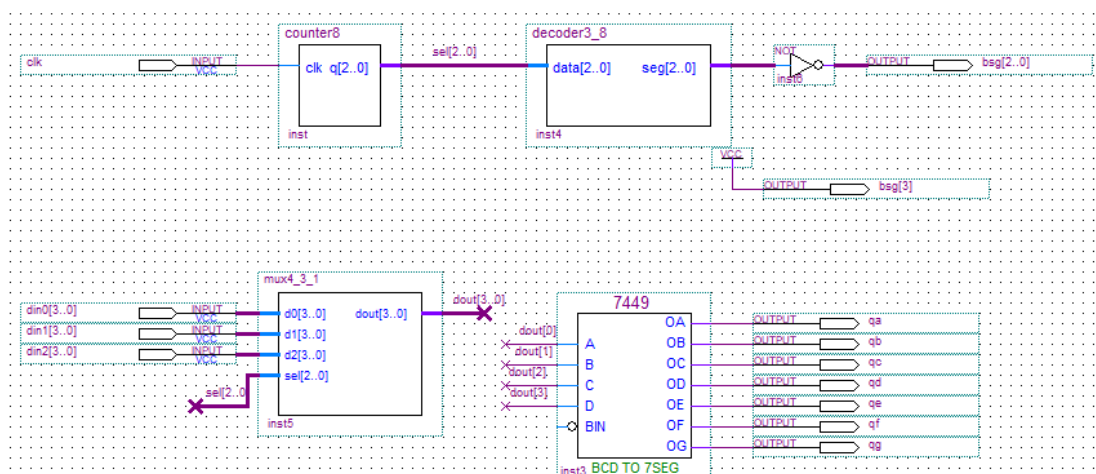 counter8
decoder3_8
clk
INPUT
VCC
clk q[2..0]
sel[2..0]
data[2..0] seg[2..0]
NOT
OUTPUT
bsg[2..0]
inst
inst4
inst6
VCC
OUTPUT
bsg[3]
mux4_3_1
din0[3..0]
INPUT
VCC
din1[3..0]
INPUT
VCC
din2[3..0]
INPUT
VCC
d0[3..0] dout[3..0]
d1[3..0]
d2[3..0]
sel[2..0]
sel[2..0]
inst5
dout[3..0]
7449
dout[0]
dout[1]
dout[2]
dout[3]
A
B
C
D
BIN
OA
OB
OC
OD
OE
OF
OG
OUTPUT
qa
OUTPUT
qb
OUTPUT
qc
OUTPUT
qd
OUTPUT
qe
OUTPUT
qf
OUTPUT
qg
inst3 BCD TO 7SEG